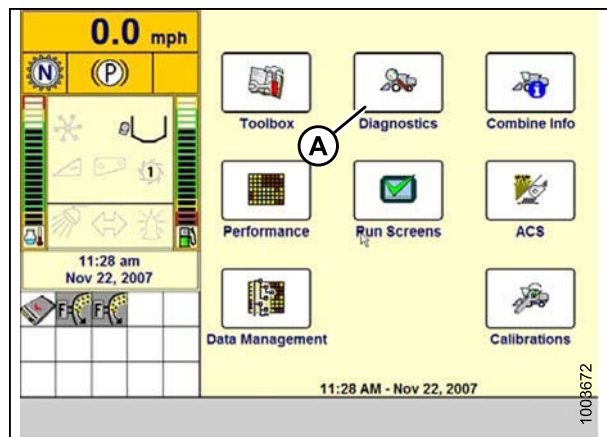 0.0 mph
N
P
1
11:28 am
Nov 22, 2007
F F
Toolbox
Diagnostics
Combine Info
A
Performance
Run Screens
ACS
Data Management
Calibrations
11:28 AM - Nov 22, 2007
1003672